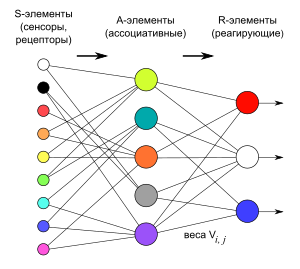 S-элементы
(сенсоры,
рецепторы)
A-элементы
(ассоциативные)
R-элементы
(реагирующие)
веса V i, j